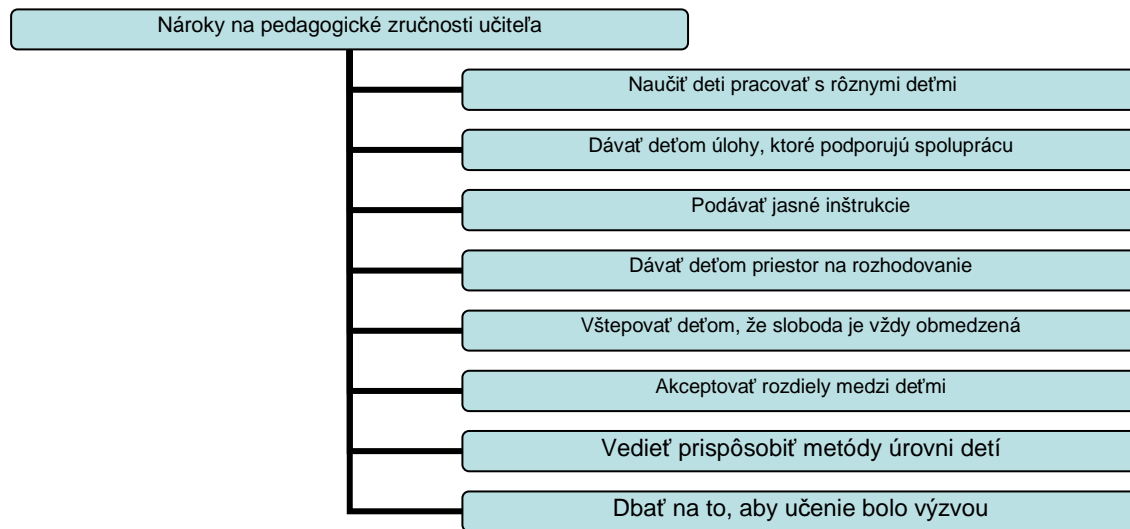 Nároky na pedagogické zručnosti učiteľa
Naučiť deti pracovať s rôznymi deťmi
Dávať deťom úlohy, ktoré podporujú spoluprácu
Podávať jasné inštrukcie
Dávať deťom priestor na rozhodovanie
Vštepovať deťom, že sloboda je vždy obmedzená
Akceptovať rozdiely medzi deťmi
Vedieť prispôsobiť metódy úrovni detí
Dbať na to, aby učenie bolo výzvou